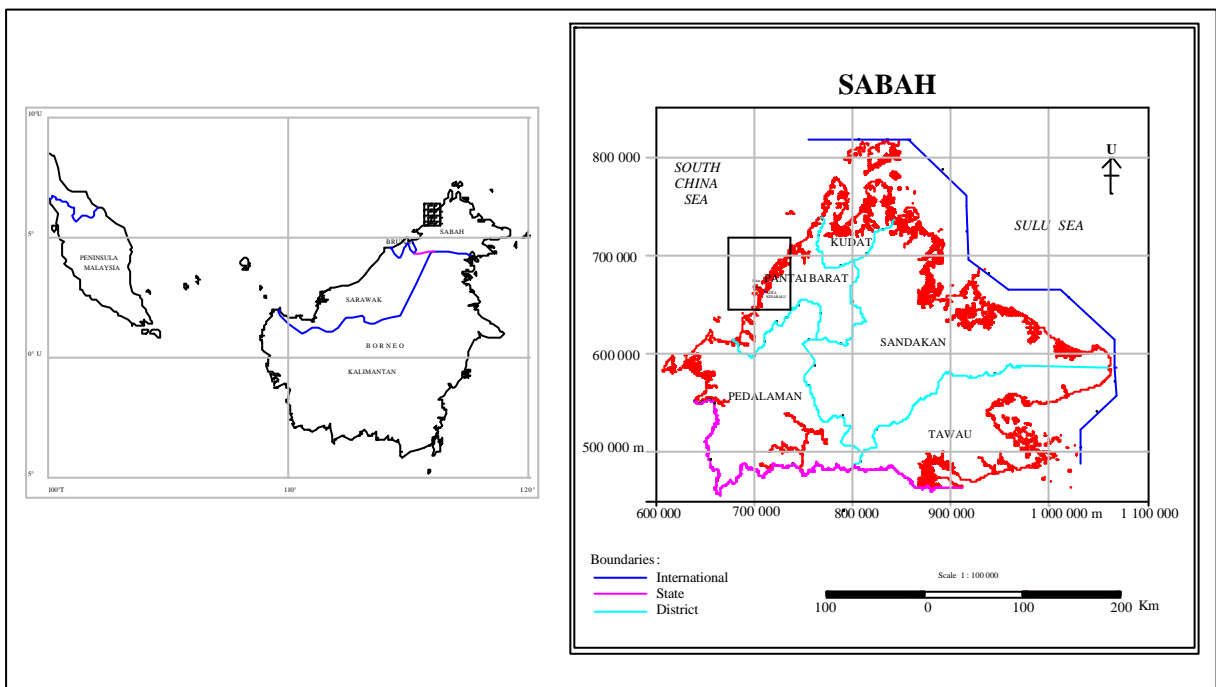 10°U
5°
0° U
5°
100°T
110°
120°
PENINSULA
MALAYSIA
SABAH
SARAWAK
BORNEO
KALIMANTAN
SABAH
SOUTH
CHINA
SEA
SULU SEA
U
KUDAT
PANTAI BARAT
SANDAKAN
PEDALAMAN
TAWAU
800 000
700 000
600 000
500 000 m
600 000
700 000
800 000
900 000
1 000 000 m
1 100 000
Boundaries :
International
State
District
Scale 1 : 100 000
100
0
100
200
Km